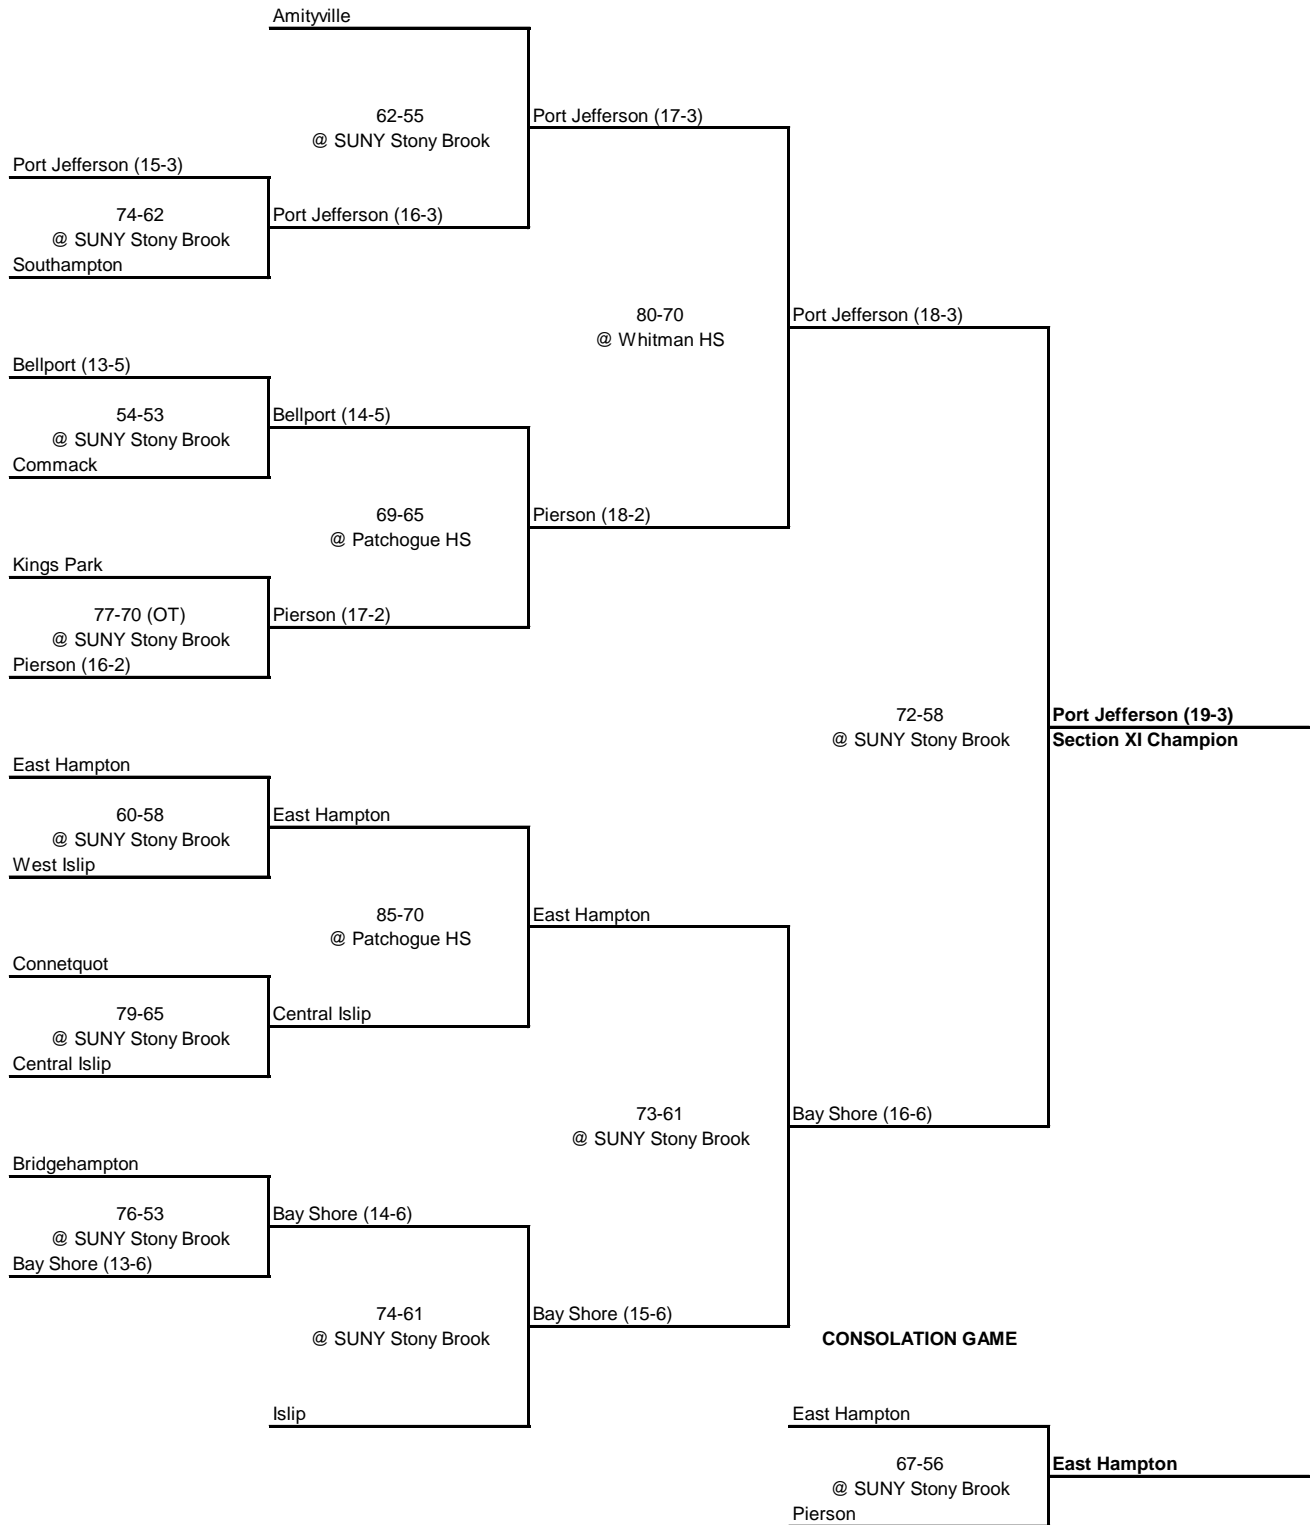 Amityville
62-55
@ SUNY Stony Brook
Port Jefferson (17-3)
Port Jefferson (15-3)
74-62
@ SUNY Stony Brook
Port Jefferson (16-3)
Southampton
80-70
@ Whitman HS
Port Jefferson (18-3)
Bellport (13-5)
54-53
@ SUNY Stony Brook
Bellport (14-5)
Commack
69-65
@ Patchogue HS
Pierson (18-2)
Kings Park
77-70 (OT)
@ SUNY Stony Brook
Pierson (17-2)
Pierson (16-2)
72-58
@ SUNY Stony Brook
Port Jefferson (19-3)
Section XI Champion
East Hampton
60-58
@ SUNY Stony Brook
East Hampton
West Islip
85-70
@ Patchogue HS
East Hampton
Connetquot
79-65
@ SUNY Stony Brook
Central Islip
Central Islip
73-61
@ SUNY Stony Brook
Bay Shore (16-6)
Bridgehampton
76-53
@ SUNY Stony Brook
Bay Shore (14-6)
Bay Shore (13-6)
74-61
@ SUNY Stony Brook
Bay Shore (15-6)
CONSOLATION GAME
Islip
East Hampton
67-56
@ SUNY Stony Brook
East Hampton
Pierson